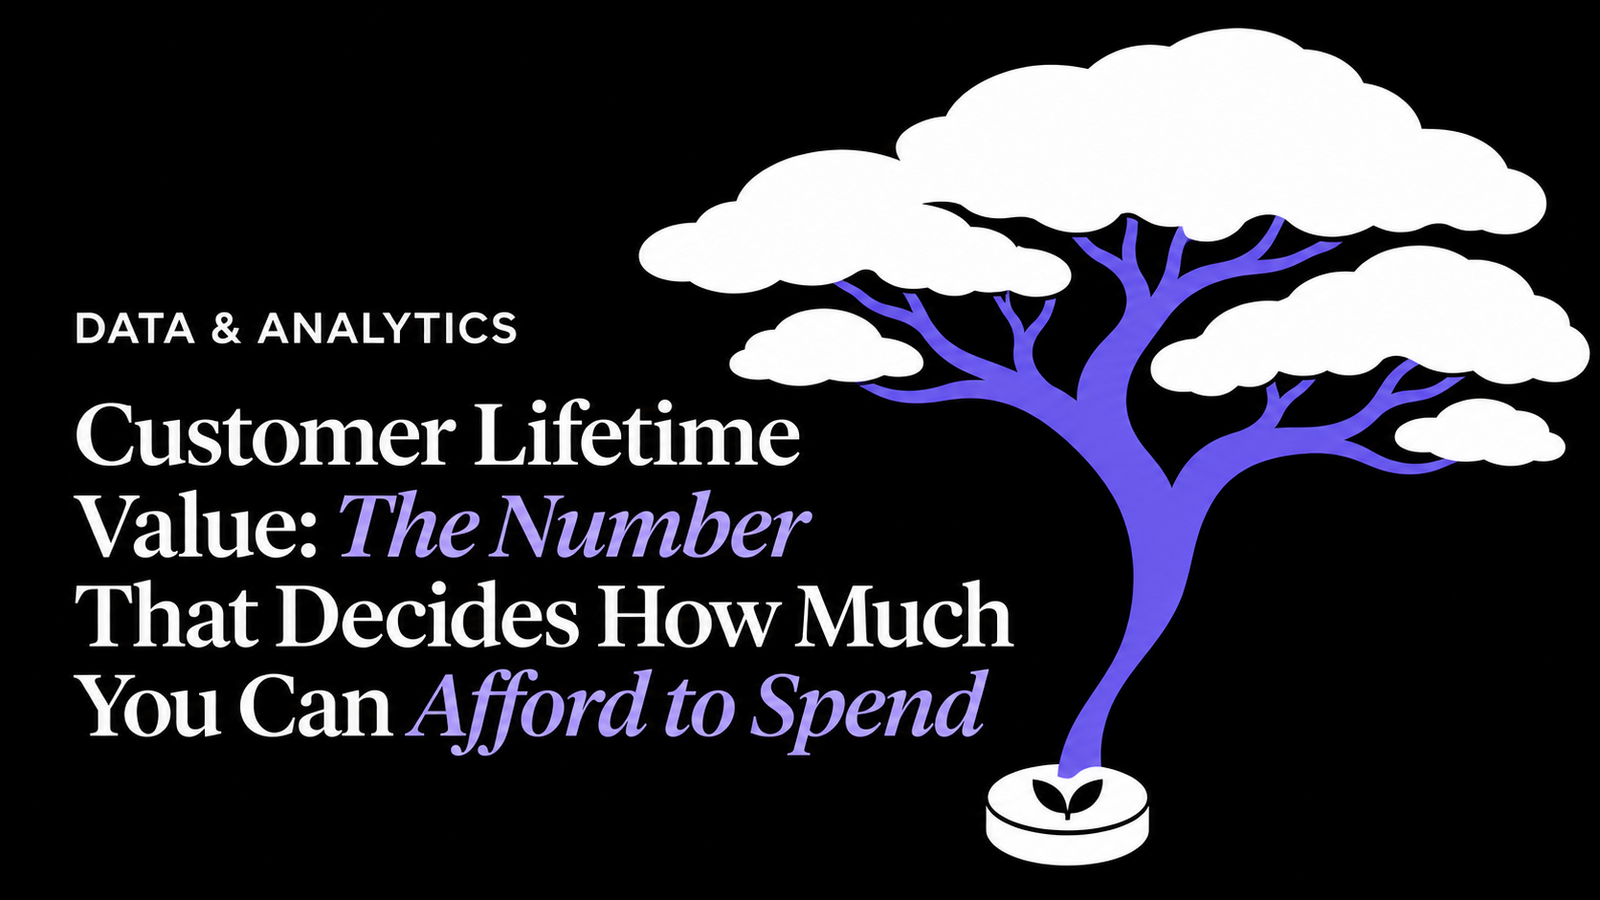 DATA & ANALYTICS
Customer Lifetime
Value: The Number
That Decides How Much
You Can Afford to Spend